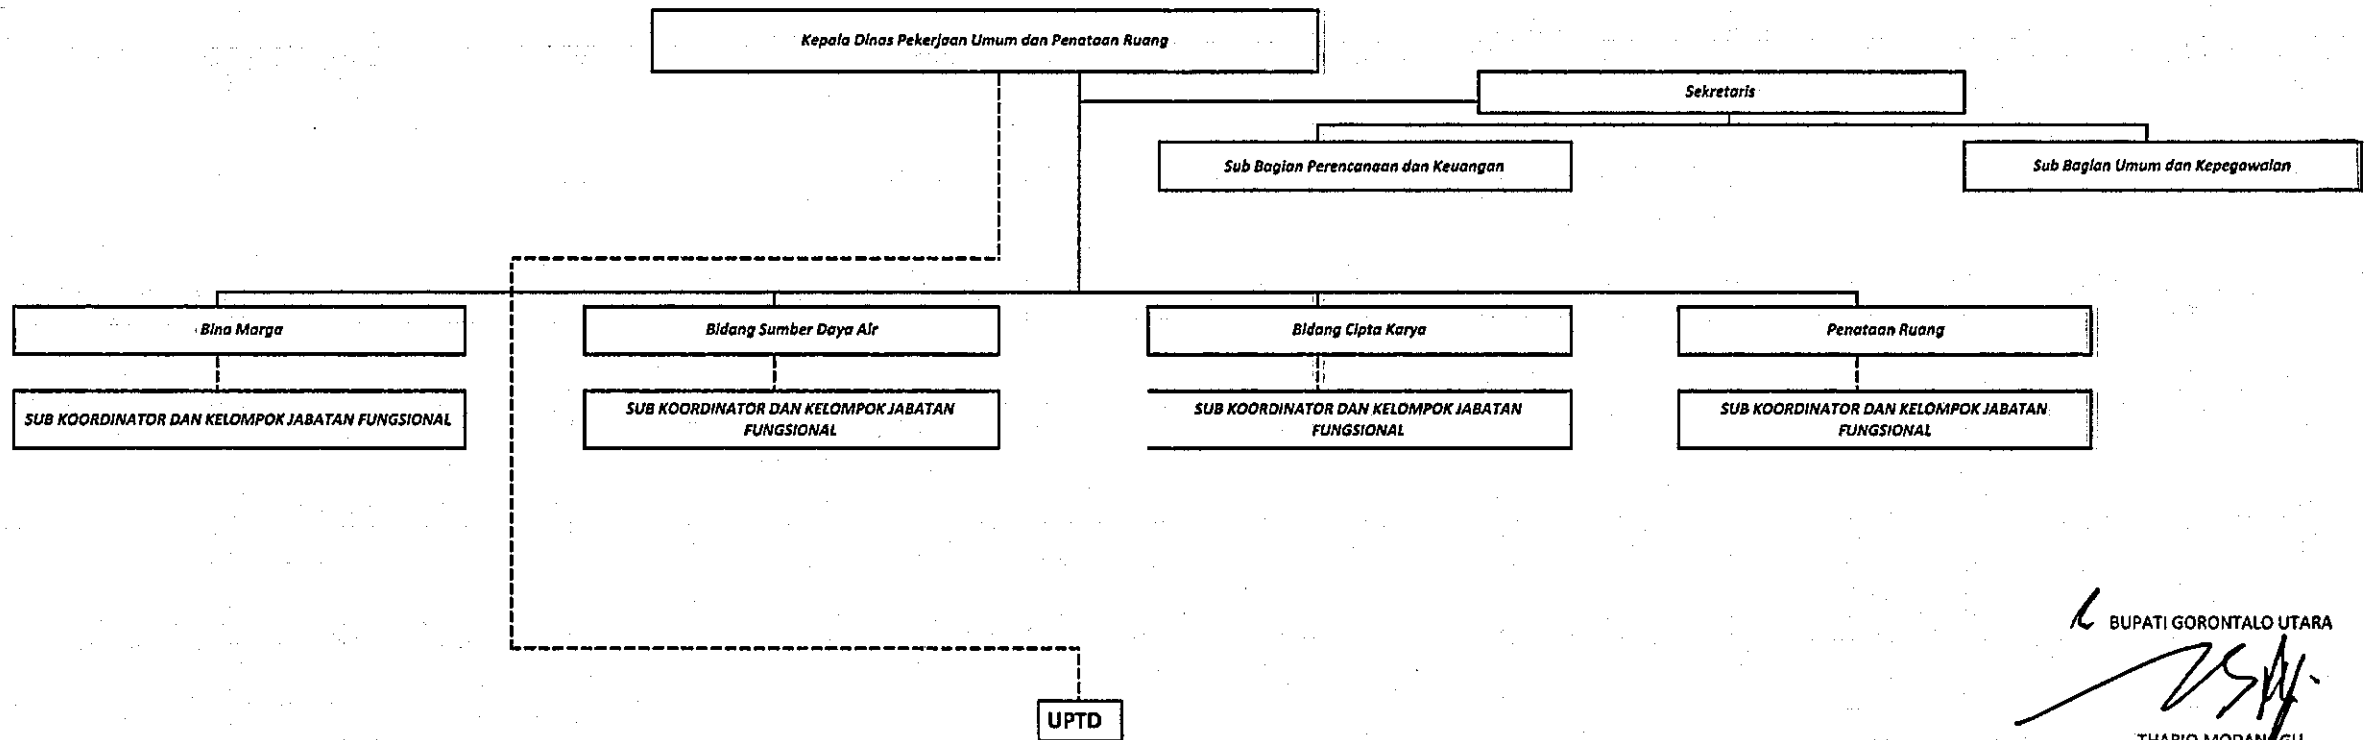 Kepala Dinas Pekerjaan Umum dan Penataan Ruang
Sekretaris
Sub Bagian Perencanaan dan Keuangan
Sub Bagian Umum dan Kepegawaian
Bina Marga
Bidang Sumber Daya Air
Bidang Cipta Karya
Penataan Ruang
SUB KOORDINATOR DAN KELOMPOK JABATAN FUNGSIONAL
SUB KOORDINATOR DAN KELOMPOK JABATAN
FUNGSIONAL
SUB KOORDINATOR DAN KELOMPOK JABATAN
FUNGSIONAL
SUB KOORDINATOR DAN KELOMPOK JABATAN
FUNGSIONAL
BUPATI GORONTALO UTARA
UPTD